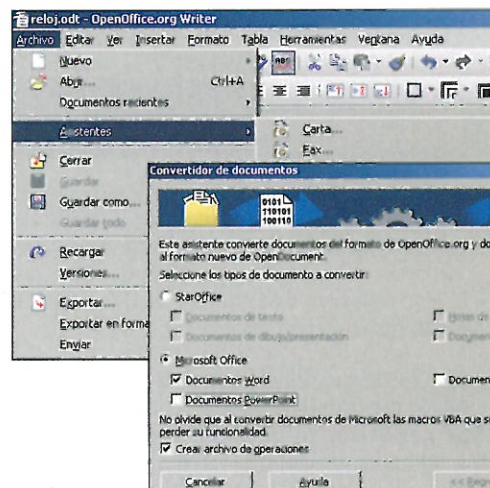 reloj.odt - OpenOffice.org Writer
Archivo Editar Ver Insertar Formato Tabla Herramientas Ventana Ayuda
Nuevo
Abrir... Ctrl+A
Documentos recientes
Asistentes
Carta...
Fax...
Cerrar
Guardar
Guardar como...
Guardar todo
Recargar
Versiones...
Exportar...
Exportar en forma
Enviar
Convertidor de documentos
0101
110101
100110
Este asistente convierte documentos del formato de OpenOffice.org y do
al formato nuevo de OpenDocument.
Seleccione los tipos de documento a convertir:
StarOffice
Documentos de texto
Hojas de
Documentos de dibujo/presentación
Documen
Microsoft Office
Documentos Word
Documen
Documentos PowerPoint
No olvide que al convertir documentos de Microsoft las macros VBA que se
perder su funcionalidad.
Crear archivo de operaciones
Cancelar Ayuda << Regr